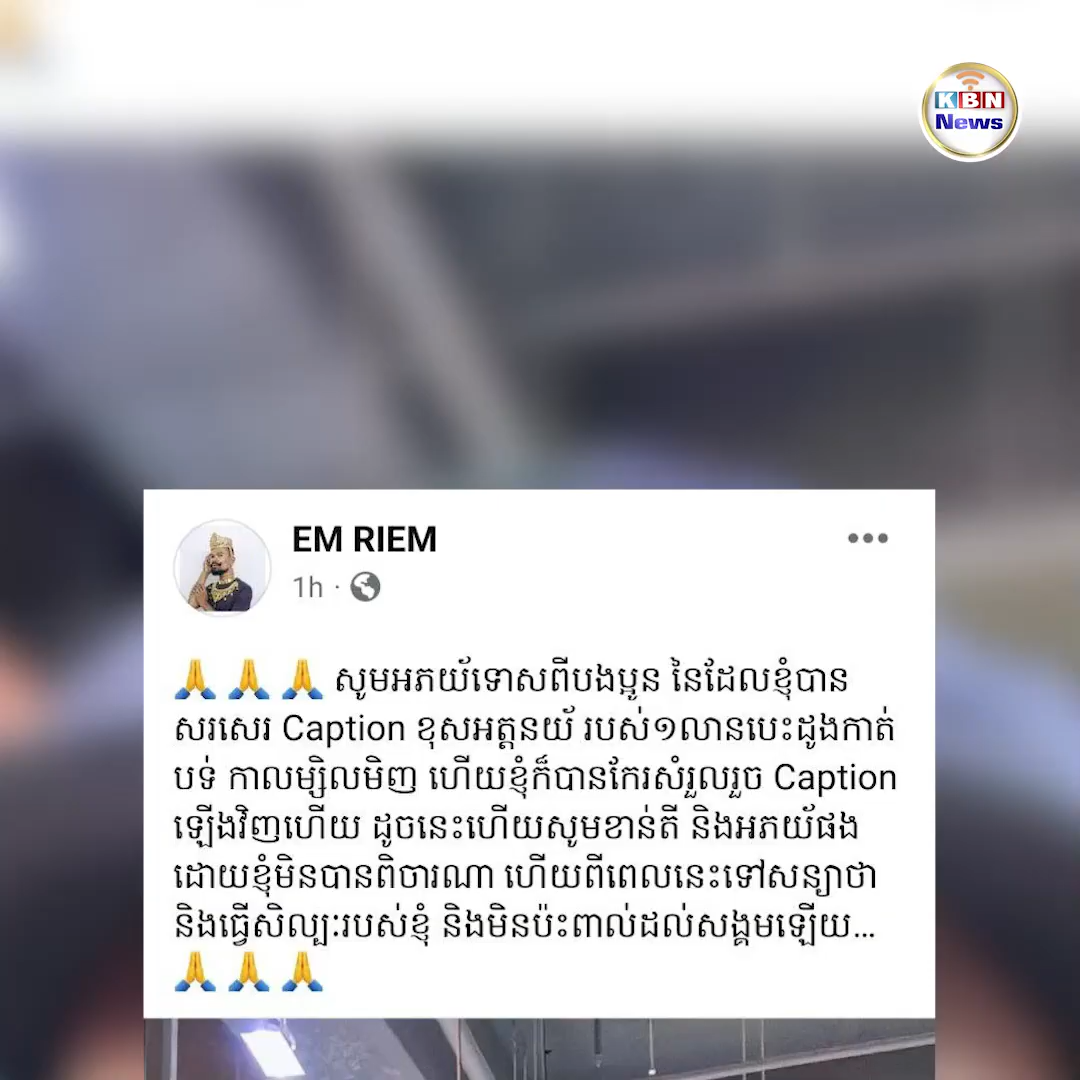 KBN
News
EM RIEM
1h ·
🙏 🙏 🙏 សូមអភយ័ទោសពីបងប្អូន នៃដែលខ្ញុំបាន
សរសេរ Caption ខុសអត្តនយ័ របស់១លានបេះដូងកាត់
បទ់ កាលម្សិលមិញ ហើយខ្ញុំក៏បានកែរសំរួលរួច Caption
ឡើងវិញហើយ ដូចនេះហើយសូមខាន់តី និងអភយ័ផង
ដោយខ្ញុំមិនបានពិចារណា ហើយពីពេលនេះទៅសន្យាថា
និងធ្វើសិល្បៈរបស់ខ្ញុំ និងមិនប៉ះពាល់ដល់សង្គមឡើយ...
🙏 🙏 🙏